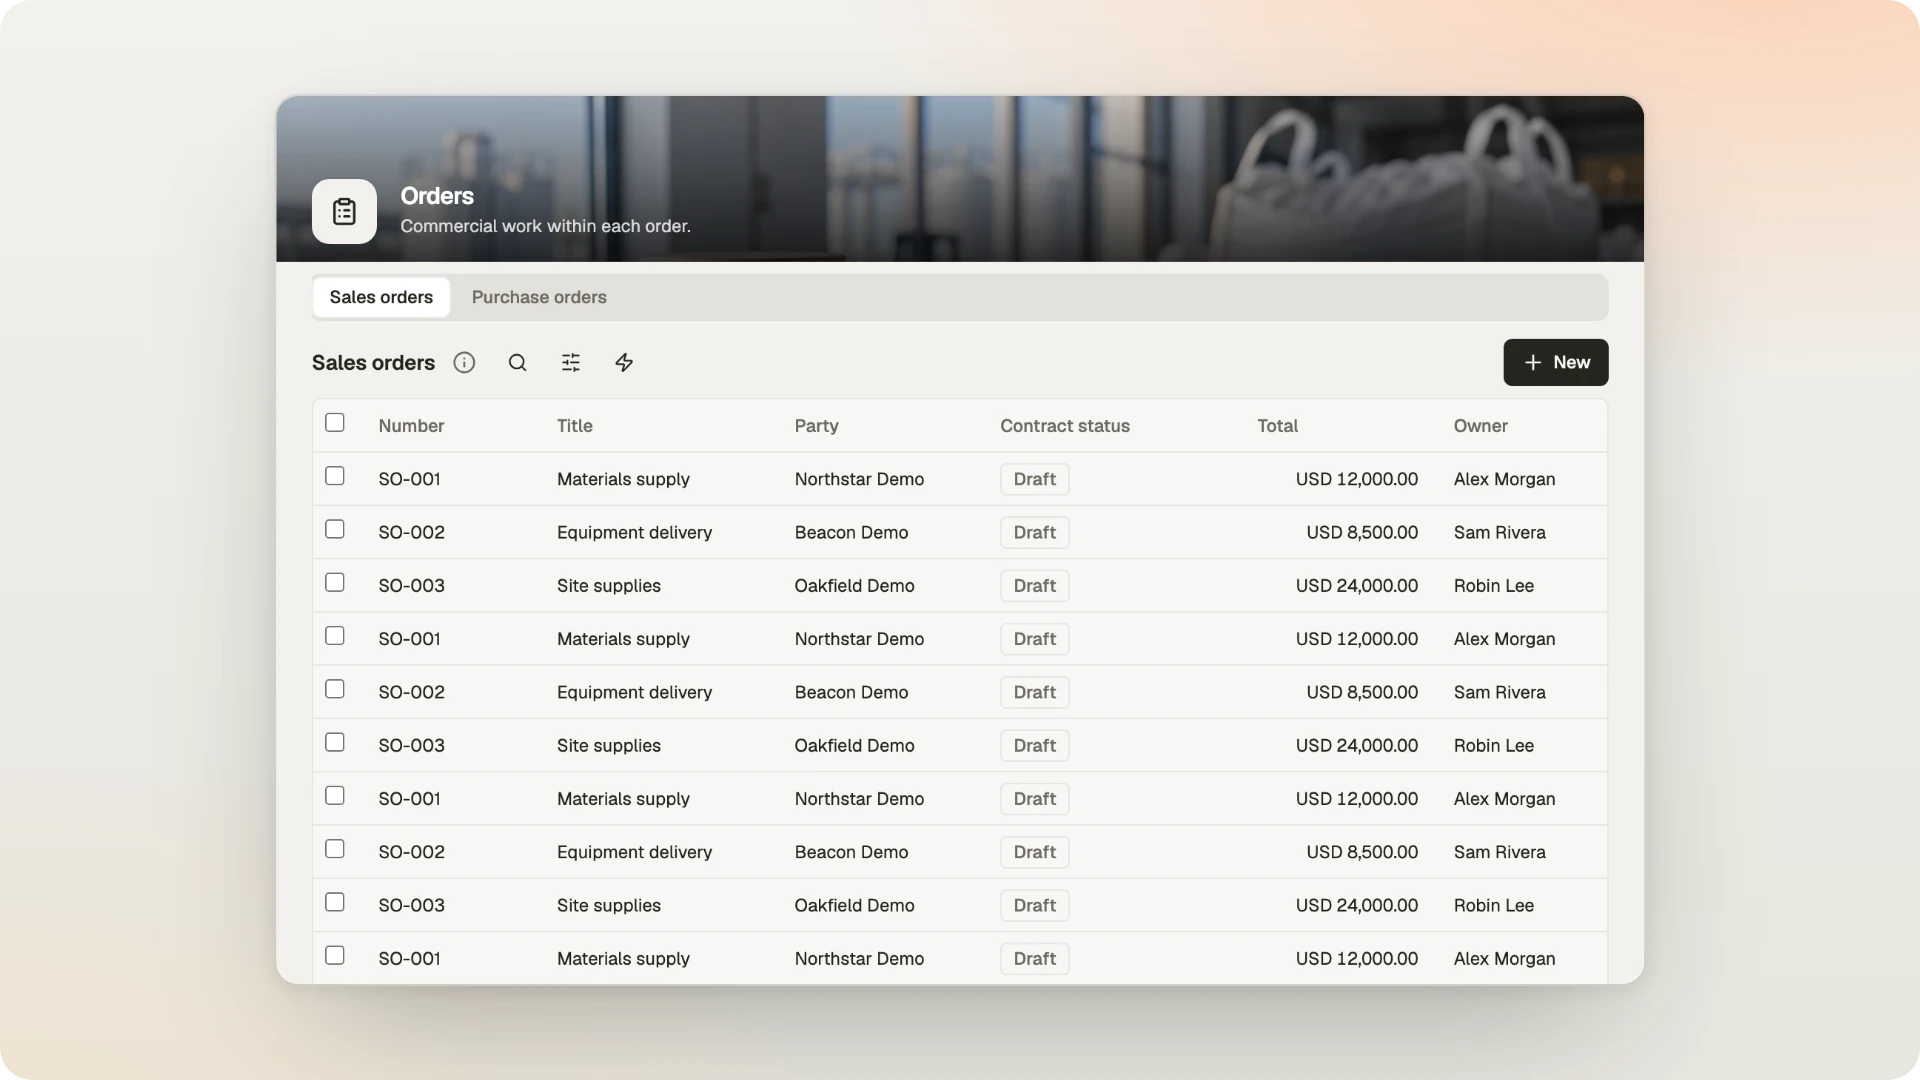 Orders
Commercial work within each order.
Sales orders Purchase orders
Sales orders New
Number Title Party Contract status Total Owner
SO-001 Materials supply Northstar Demo Draft USD 12,000.00 Alex Morgan
SO-002 Equipment delivery Beacon Demo Draft USD 8,500.00 Sam Rivera
SO-003 Site supplies Oakfield Demo Draft USD 24,000.00 Robin Lee
SO-001 Materials supply Northstar Demo Draft USD 12,000.00 Alex Morgan
SO-002 Equipment delivery Beacon Demo Draft USD 8,500.00 Sam Rivera
SO-003 Site supplies Oakfield Demo Draft USD 24,000.00 Robin Lee
SO-001 Materials supply Northstar Demo Draft USD 12,000.00 Alex Morgan
SO-002 Equipment delivery Beacon Demo Draft USD 8,500.00 Sam Rivera
SO-003 Site supplies Oakfield Demo Draft USD 24,000.00 Robin Lee
SO-001 Materials supply Northstar Demo Draft USD 12,000.00 Alex Morgan